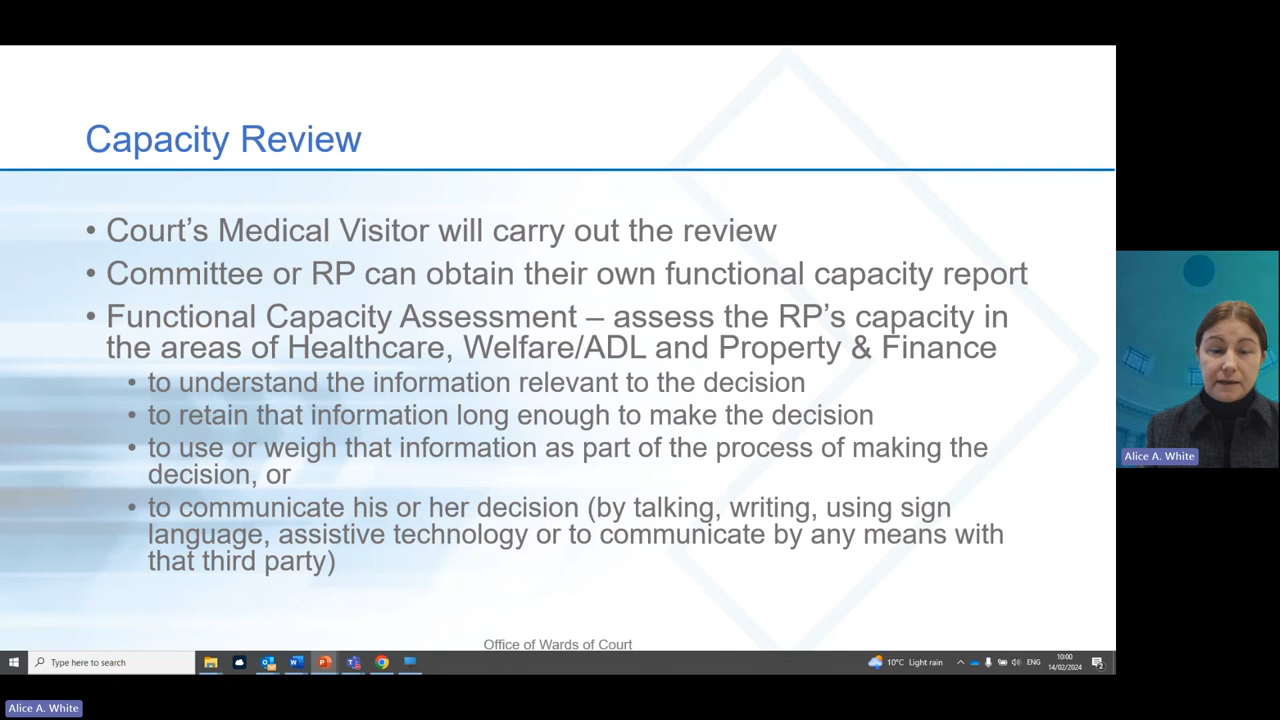 Capacity Review
• Court’s Medical Visitor will carry out the review
• Committee or RP can obtain their own functional capacity report
• Functional Capacity Assessment – assess the RP’s capacity in
the areas of Healthcare, Welfare/ADL and Property & Finance
• to understand the information relevant to the decision
• to retain that information long enough to make the decision
• to use or weigh that information as part of the process of making the
decision, or
• to communicate his or her decision (by talking, writing, using sign
language, assistive technology or to communicate by any means with
that third party)
Alice A. White
Office of Wards of Court
Type here to search
10°C Light rain
ENG
10:00
14/02/2024
2
Alice A. White